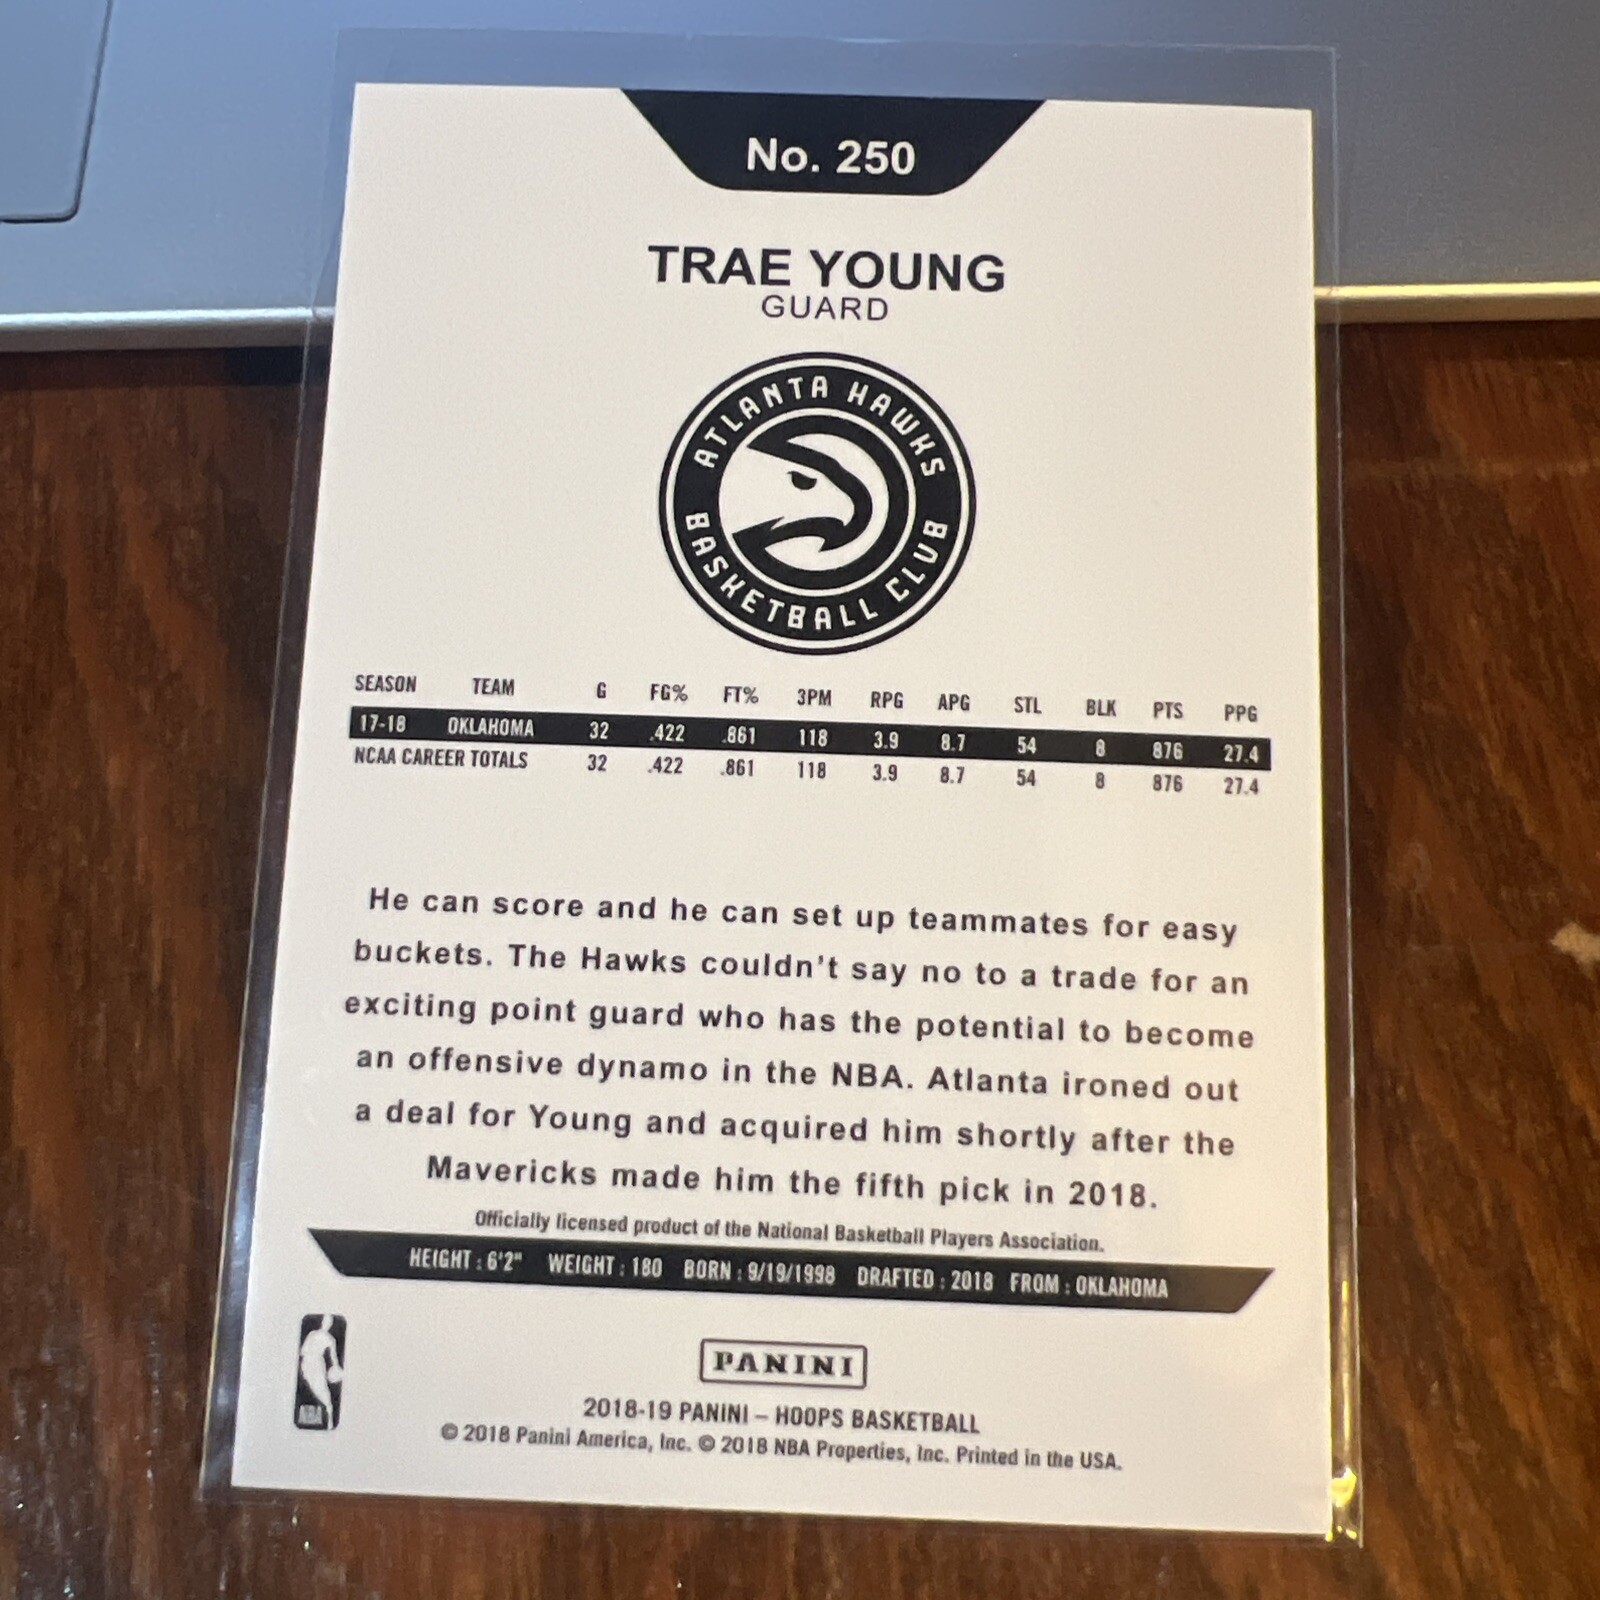 No. 250
TRAE YOUNG
GUARD
ATLANTA HAWKS
BASKETBALL CLUB
SEASON TEAM G FG% FT% 3PM RPG APG STL BLK PTS PPG
17-18 OKLAHOMA 32 .422 .861 118 3.9 8.7 54 8 876 27.4
NCAA CAREER TOTALS 32 .422 .861 118 3.9 8.7 54 8 876 27.4
He can score and he can set up teammates for easy
buckets. The Hawks couldn't say no to a trade for an
exciting point guard who has the potential to become
an offensive dynamo in the NBA. Atlanta ironed out
a deal for Young and acquired him shortly after the
Mavericks made him the fifth pick in 2018.
Officially licensed product of the National Basketball Players Association.
HEIGHT : 6'2" WEIGHT : 180 BORN : 9/19/1998 DRAFTED : 2018 FROM : OKLAHOMA
NBA
PANINI
2018-19 PANINI – HOOPS BASKETBALL
© 2018 Panini America, Inc. © 2018 NBA Properties, Inc. Printed in the USA.